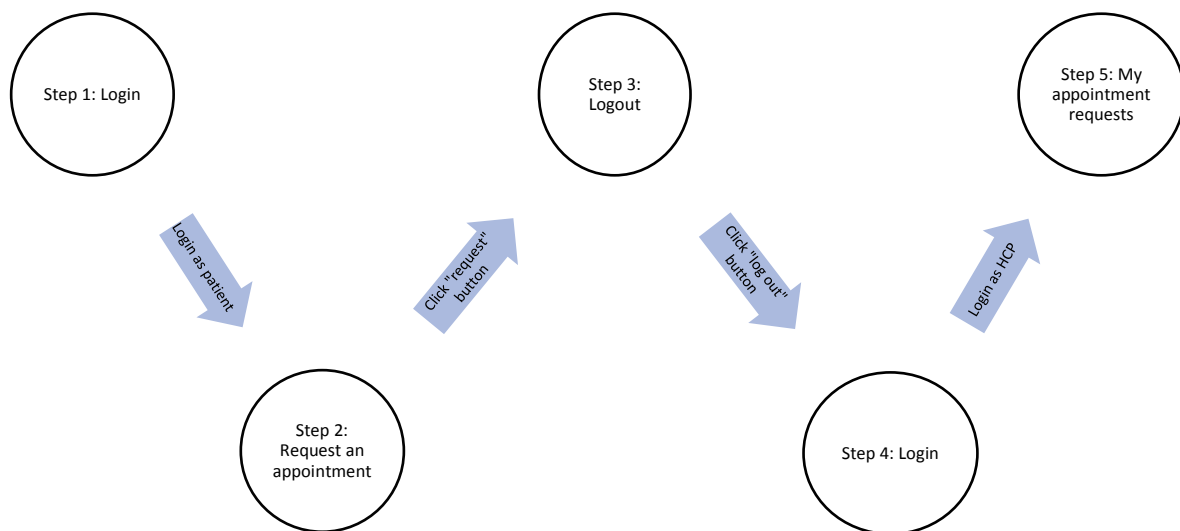 Step 1: Login
Login as patient
Step 2:
Request an
appointment
Click "request"
button
Step 3:
Logout
Click "log out"
button
Step 4: Login
Login as HCP
Step 5: My
appointment
requests